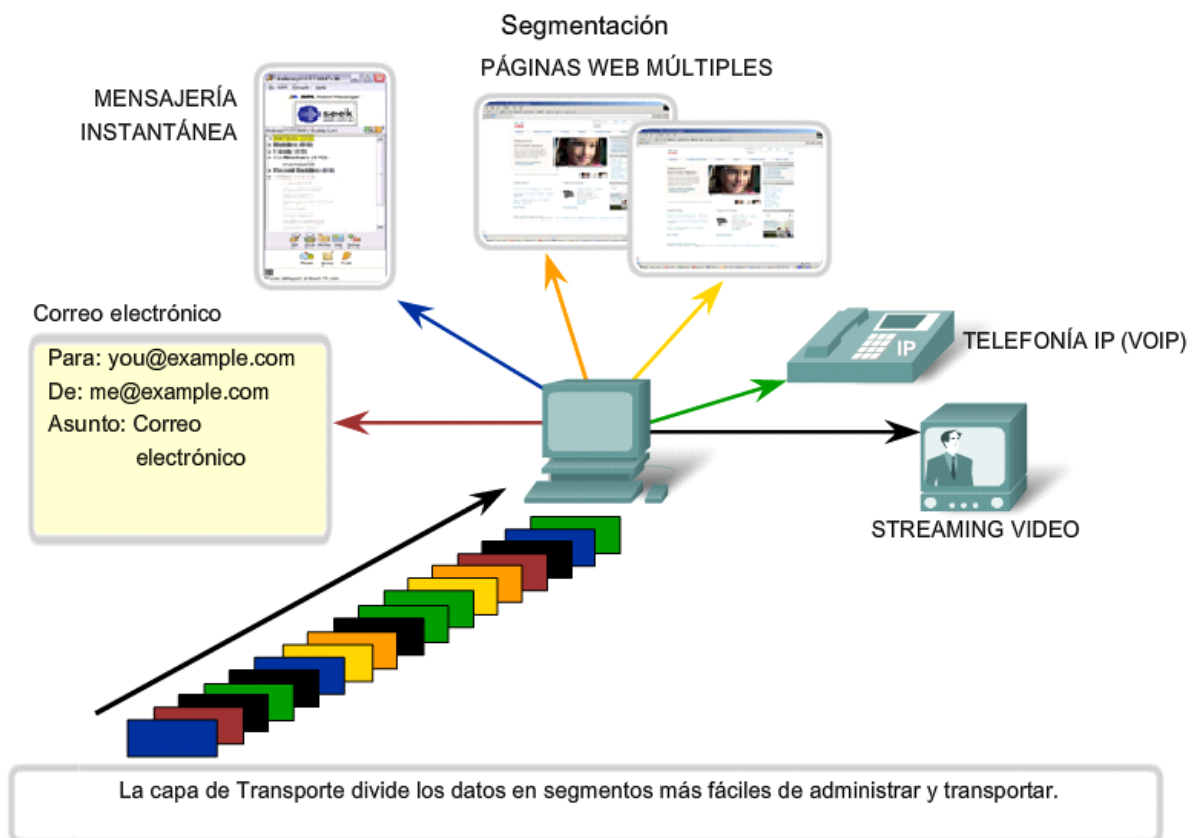 Segmentación
PÁGINAS WEB MÚLTIPLES
MENSAJERÍA
INSTANTÁNEA
seek
Correo electrónico
Para: you@example.com
De: me@example.com
Asunto: Correo
electrónico
IP
TELEFONÍA IP (VOIP)
STREAMING VIDEO
La capa de Transporte divide los datos en segmentos más fáciles de administrar y transportar.